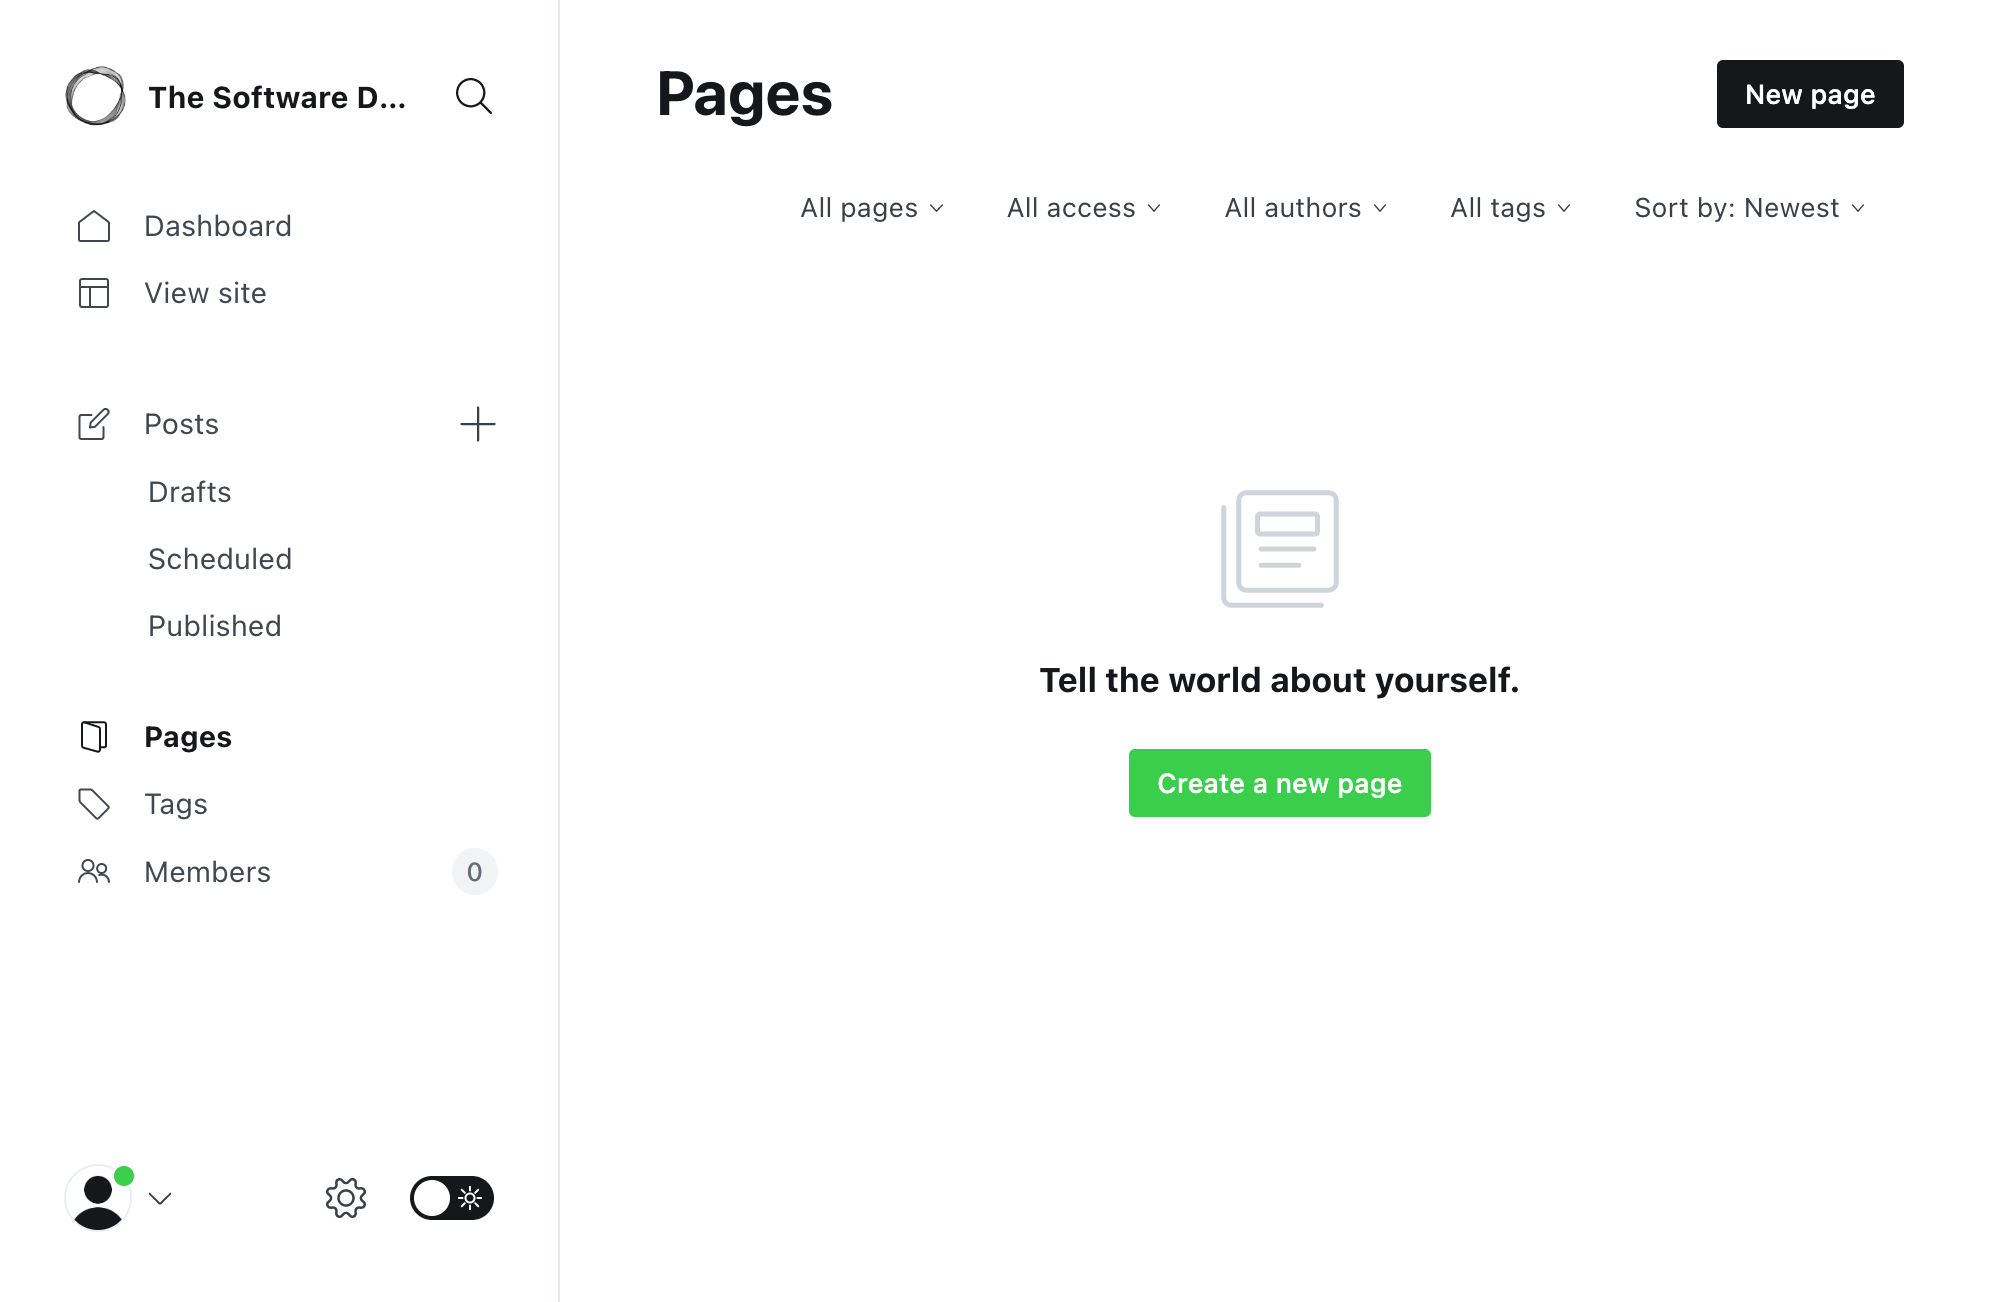 The Software D...
Dashboard
View site
Posts
Drafts
Scheduled
Published
Pages
Tags
Members 0
Pages
New page
All pages All access All authors All tags Sort by: Newest
Tell the world about yourself.
Create a new page